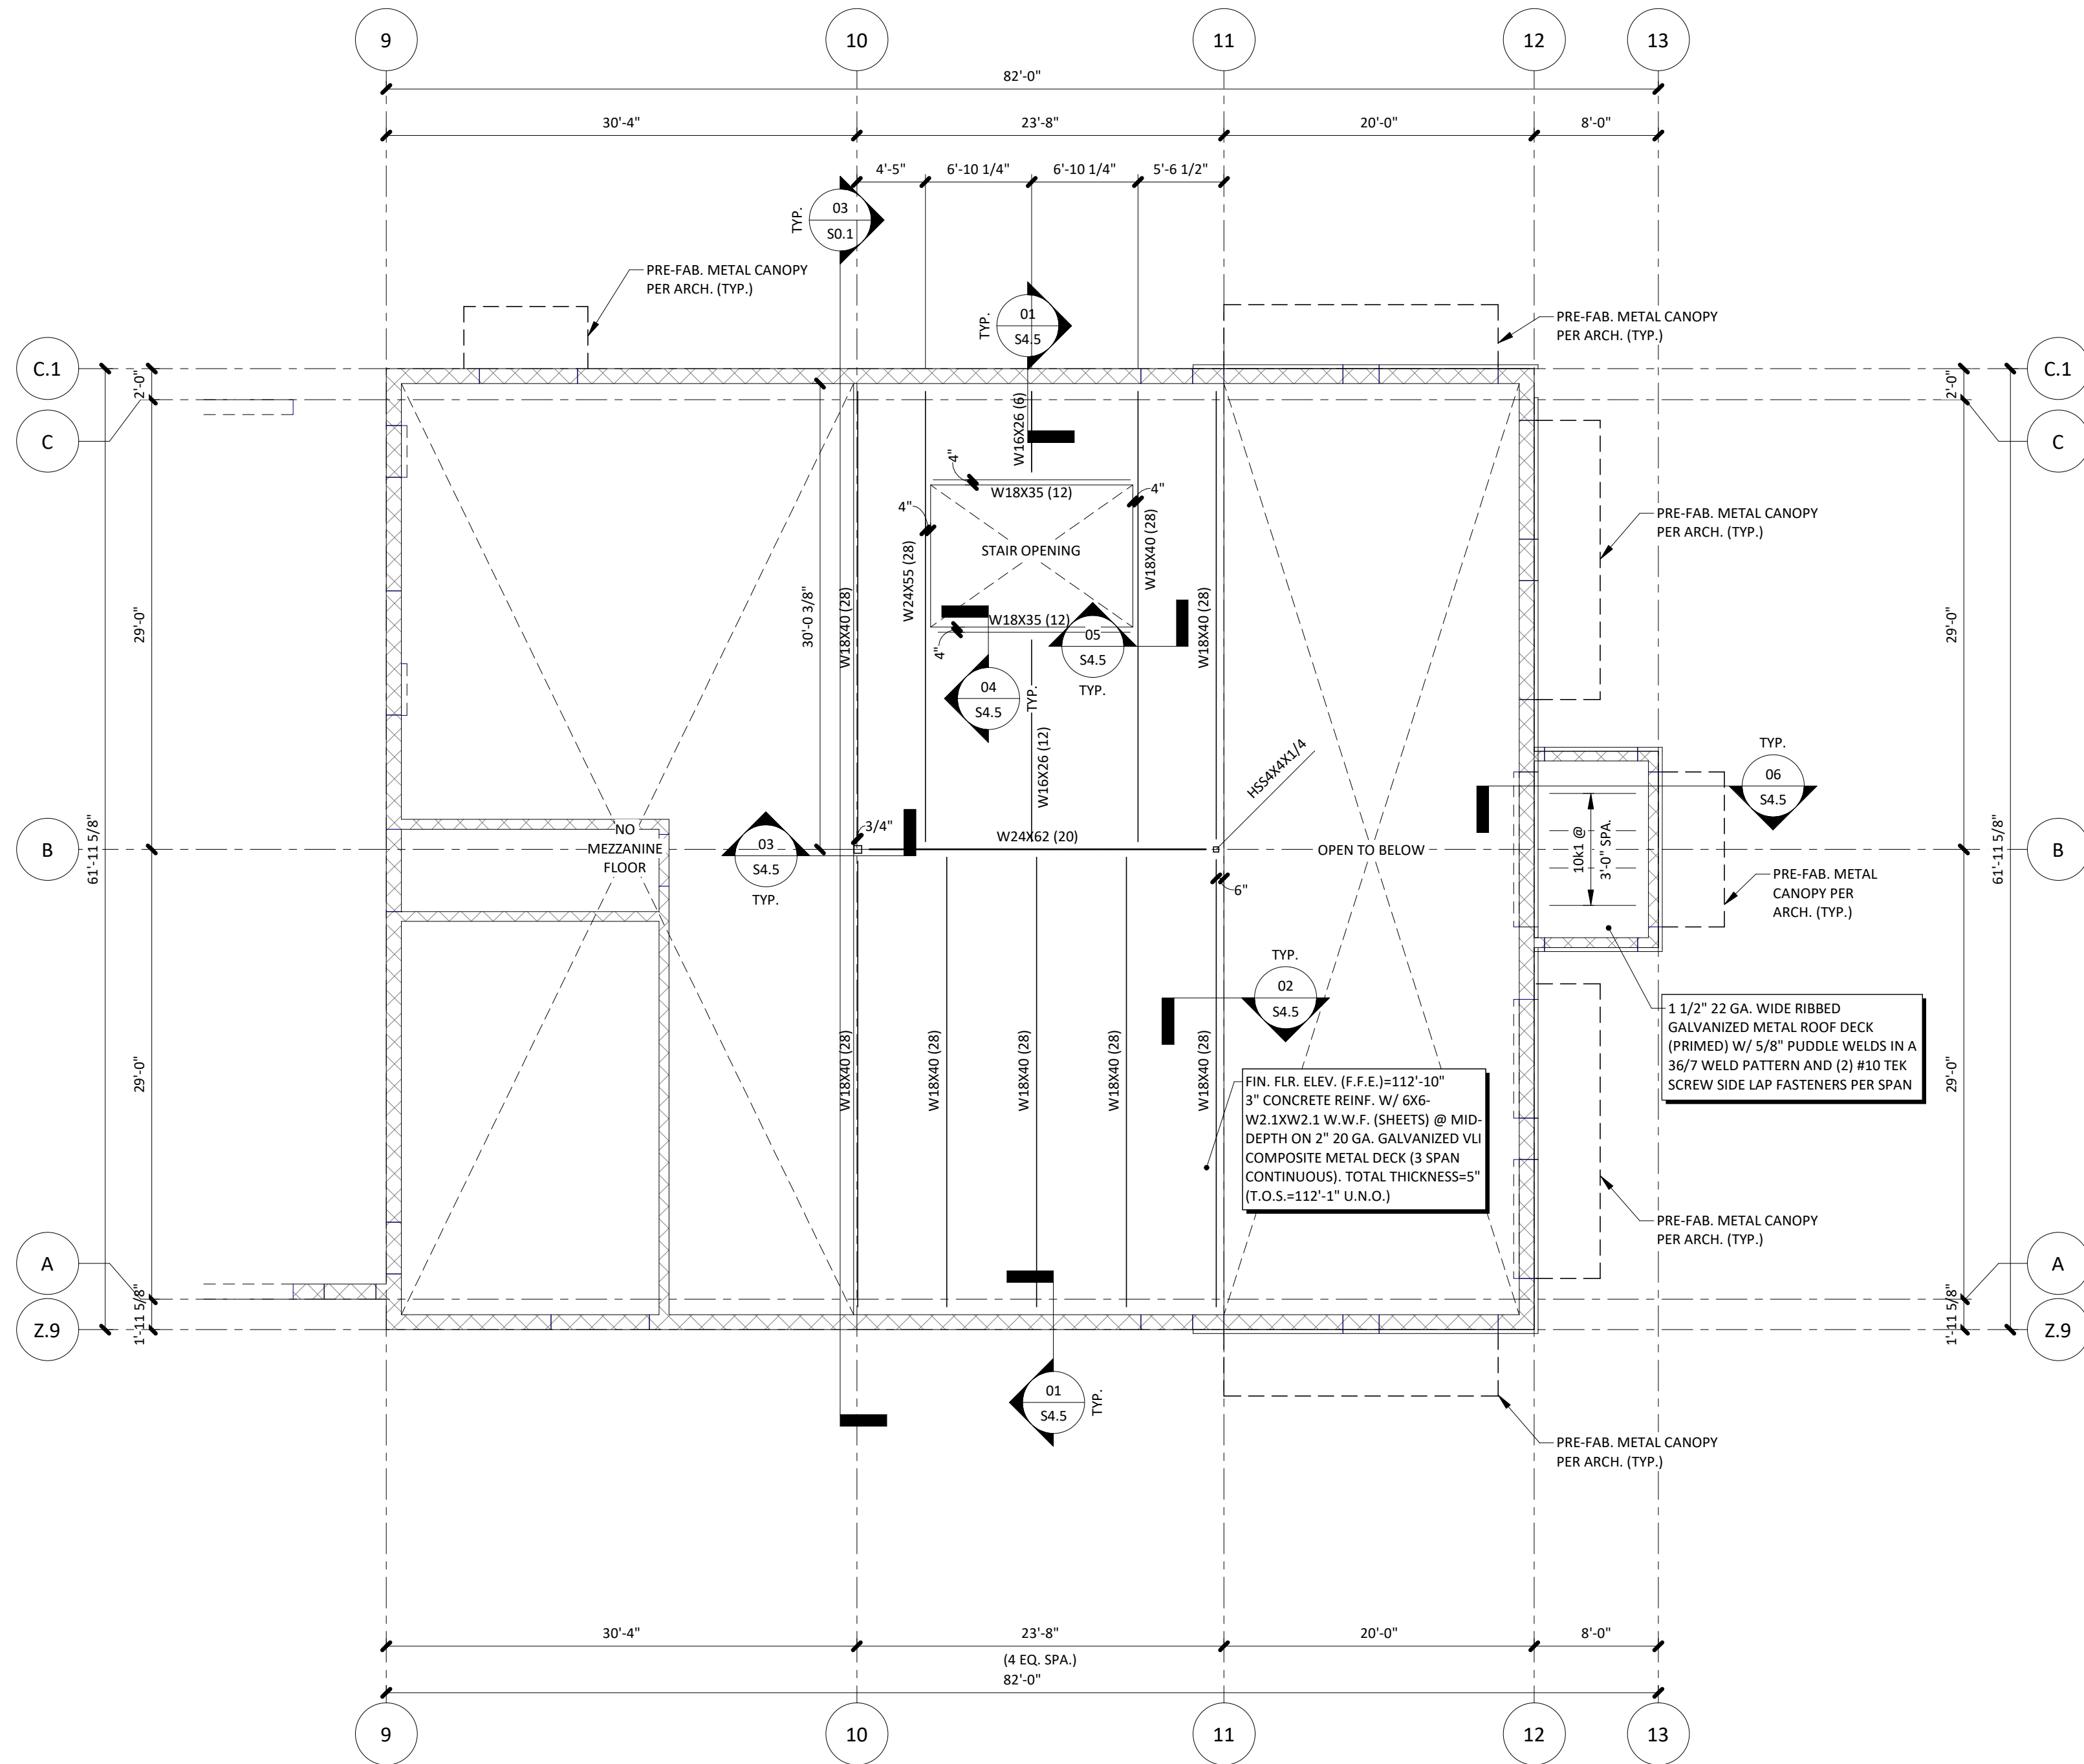 9
10
11
12
13
82'-0"
30'-4"
23'-8"
20'-0"
8'-0"
4'-5"
6'-10 1/4"
6'-10 1/4"
5'-6 1/2"
TYP.
03
S0.1
PRE-FAB. METAL CANOPY
PER ARCH. (TYP.)
TYP.
01
S4.5
PRE-FAB. METAL CANOPY
PER ARCH. (TYP.)
C.1
C.1
2'-0"
2'-0"
C
C
W16X26 (6)
4"
W18X35 (12)
4"
4"
STAIR OPENING
W18X40 (28)
W24X55 (28)
W18X40 (28)
W18X40 (28)
30'-0 3/8"
PRE-FAB. METAL CANOPY
PER ARCH. (TYP.)
29'-0"
29'-0"
W18X35 (12)
4"
05
S4.5
TYP.
04
S4.5
TYP.
W16X26 (12)
HSS4X4X1/4
TYP.
06
S4.5
10k1 @
3'-0" SPA.
3/4"
W24X62 (20)
NO
MEZZANINE
FLOOR
03
S4.5
TYP.
OPEN TO BELOW
B
B
61'-11 5/8"
61'-11 5/8"
6"
PRE-FAB. METAL
CANOPY PER
ARCH. (TYP.)
TYP.
02
S4.5
1 1/2" 22 GA. WIDE RIBBED
GALVANIZED METAL ROOF DECK
(PRIMED) W/ 5/8" PUDDLE WELDS IN A
36/7 WELD PATTERN AND (2) #10 TEK
SCREW SIDE LAP FASTENERS PER SPAN
29'-0"
29'-0"
W18X40 (28)
W18X40 (28)
W18X40 (28)
W18X40 (28)
W18X40 (28)
FIN. FLR. ELEV. (F.F.E.)=112'-10"
3" CONCRETE REINF. W/ 6X6-
W2.1XW2.1 W.W.F. (SHEETS) @ MID-
DEPTH ON 2" 20 GA. GALVANIZED VLI
COMPOSITE METAL DECK (3 SPAN
CONTINUOUS). TOTAL THICKNESS=5"
(T.O.S.=112'-1" U.N.O.)
PRE-FAB. METAL CANOPY
PER ARCH. (TYP.)
A
A
1'-11 5/8"
1'-11 5/8"
Z.9
Z.9
01
S4.5
TYP.
PRE-FAB. METAL CANOPY
PER ARCH. (TYP.)
30'-4"
23'-8"
20'-0"
8'-0"
(4 EQ. SPA.)
82'-0"
9
10
11
12
13